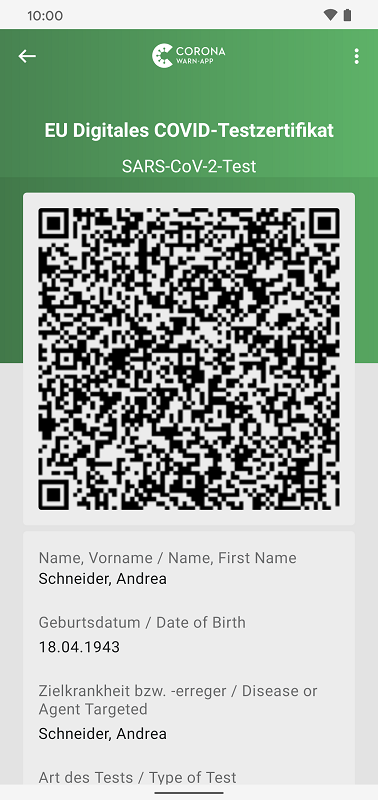 10:00
CORONA
WARN-APP
EU Digitales COVID-Testzertifikat
SARS-CoV-2-Test
Name, Vorname / Name, First Name
Schneider, Andrea
Geburtsdatum / Date of Birth
18.04.1943
Zielkrankheit bzw. -erreger / Disease or
Agent Targeted
Schneider, Andrea
Art des Tests / Type of Test